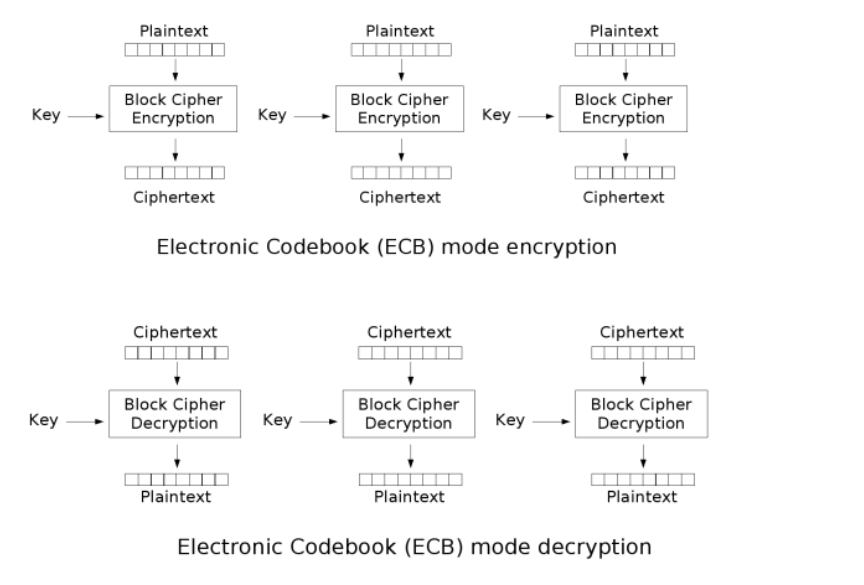 Plaintext Plaintext Plaintext
Key Block Cipher Encryption Key Block Cipher Encryption Key Block Cipher Encryption
Ciphertext Ciphertext Ciphertext
Electronic Codebook (ECB) mode encryption
Ciphertext Ciphertext Ciphertext
Key Block Cipher Decryption Key Block Cipher Decryption Key Block Cipher Decryption
Plaintext Plaintext Plaintext
Electronic Codebook (ECB) mode decryption